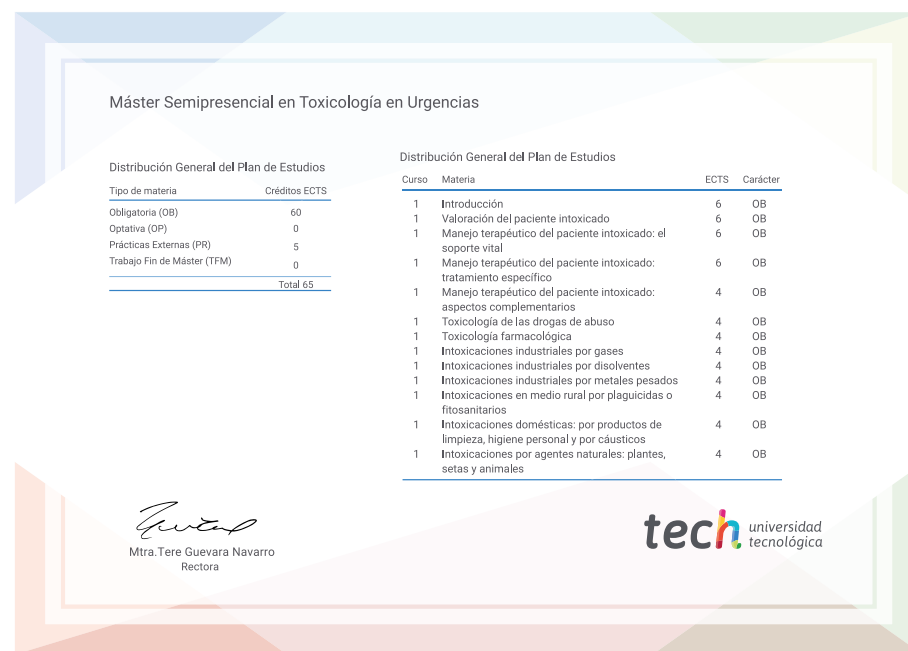 Máster Semipresencial en Toxicología en Urgencias
Distribución General del Plan de Estudios
Tipo de materia Créditos ECTS
Obligatoria (OB) 60
Optativa (OP) 0
Prácticas Externas (PR) 5
Trabajo Fin de Máster (TFM) 0
Total 65
Distribución General del Plan de Estudios
Curso Materia ECTS Carácter
1 Introducción 6 OB
1 Valoración del paciente intoxicado 6 OB
1 Manejo terapéutico del paciente intoxicado: el 6 OB
soporte vital
1 Manejo terapéutico del paciente intoxicado: 6 OB
tratamiento específico
1 Manejo terapéutico del paciente intoxicado: 4 OB
aspectos complementarios
1 Toxicología de las drogas de abuso 4 OB
1 Toxicología farmacológica 4 OB
1 Intoxicaciones industriales por gases 4 OB
1 Intoxicaciones industriales por disolventes 4 OB
1 Intoxicaciones industriales por metales pesados 4 OB
1 Intoxicaciones en medio rural por plaguicidas o 4 OB
fitosanitarios
1 Intoxicaciones domésticas: por productos de 4 OB
limpieza, higiene personal y por cáusticos
1 Intoxicaciones por agentes naturales: plantas, 4 OB
setas y animales
Mtra.Tere Guevara Navarro
Rectora
tech universidad
tecnológica